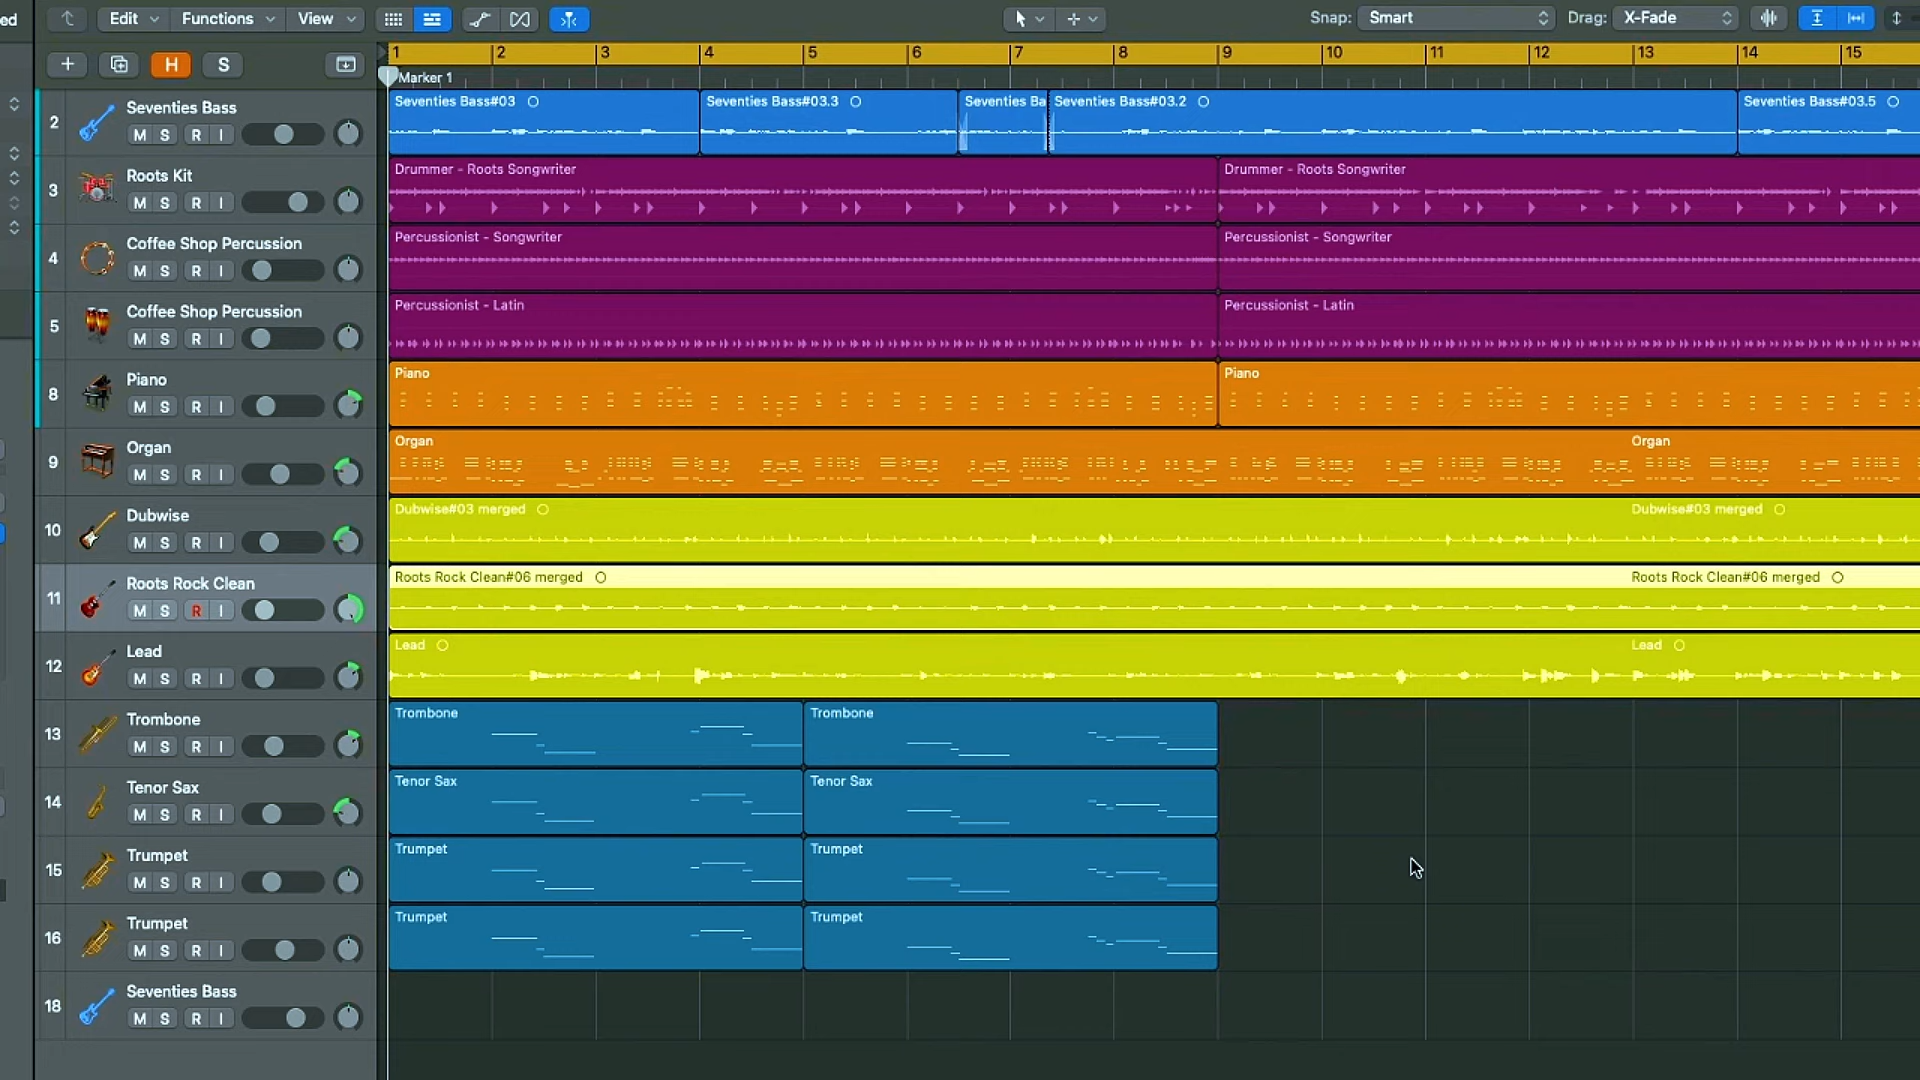 ed Edit Functions View Snap: Smart Drag: X-Fade
H S
1 2 3 4 5 6 7 8 9 10 11 12 13 14 15
Marker 1
2 Seventies Bass M S R I
Seventies Bass#03 Seventies Bass#03.3 Seventies Ba Seventies Bass#03.2 Seventies Bass#03.5
3 Roots Kit M S R I
Drummer - Roots Songwriter Drummer - Roots Songwriter
4 Coffee Shop Percussion M S R I
Percussionist - Songwriter Percussionist - Songwriter
5 Coffee Shop Percussion M S R I
Percussionist - Latin Percussionist - Latin
8 Piano M S R I
Piano Piano
9 Organ M S R I
Organ Organ
10 Dubwise M S R I
Dubwise#03 merged Dubwise#03 merged
11 Roots Rock Clean M S R I
Roots Rock Clean#06 merged Roots Rock Clean#06 merged
12 Lead M S R I
Lead Lead
13 Trombone M S R I
Trombone Trombone
14 Tenor Sax M S R I
Tenor Sax Tenor Sax
15 Trumpet M S R I
Trumpet Trumpet
16 Trumpet M S R I
Trumpet Trumpet
18 Seventies Bass M S R I